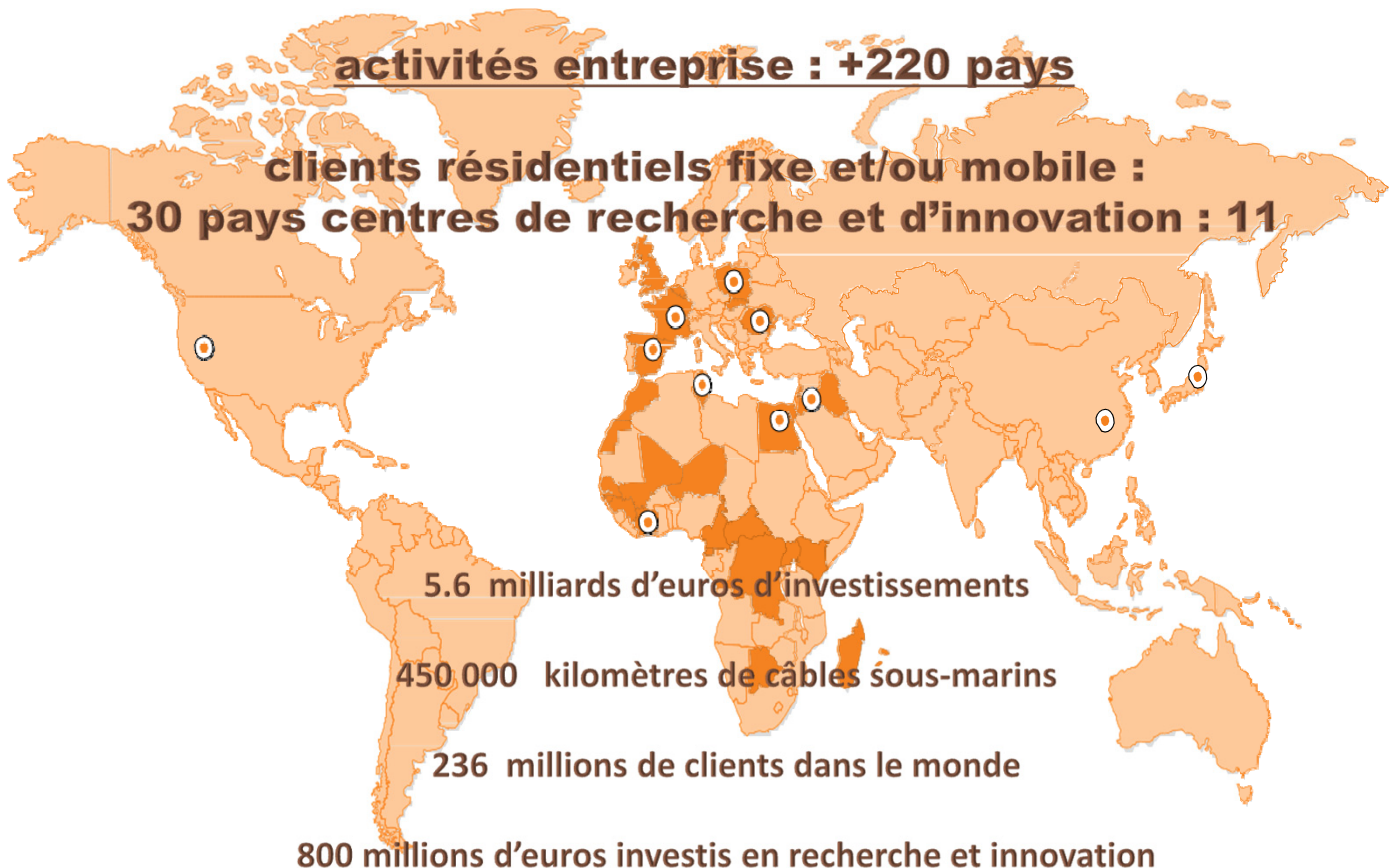 activités entreprise : +220 pays
clients résidentiels fixe et/ou mobile :
30 pays centres de recherche et d’innovation : 11
5.6 milliards d’euros d’investissements
450 000 kilomètres de câbles sous-marins
236 millions de clients dans le monde
800 millions d’euros investis en recherche et innovation